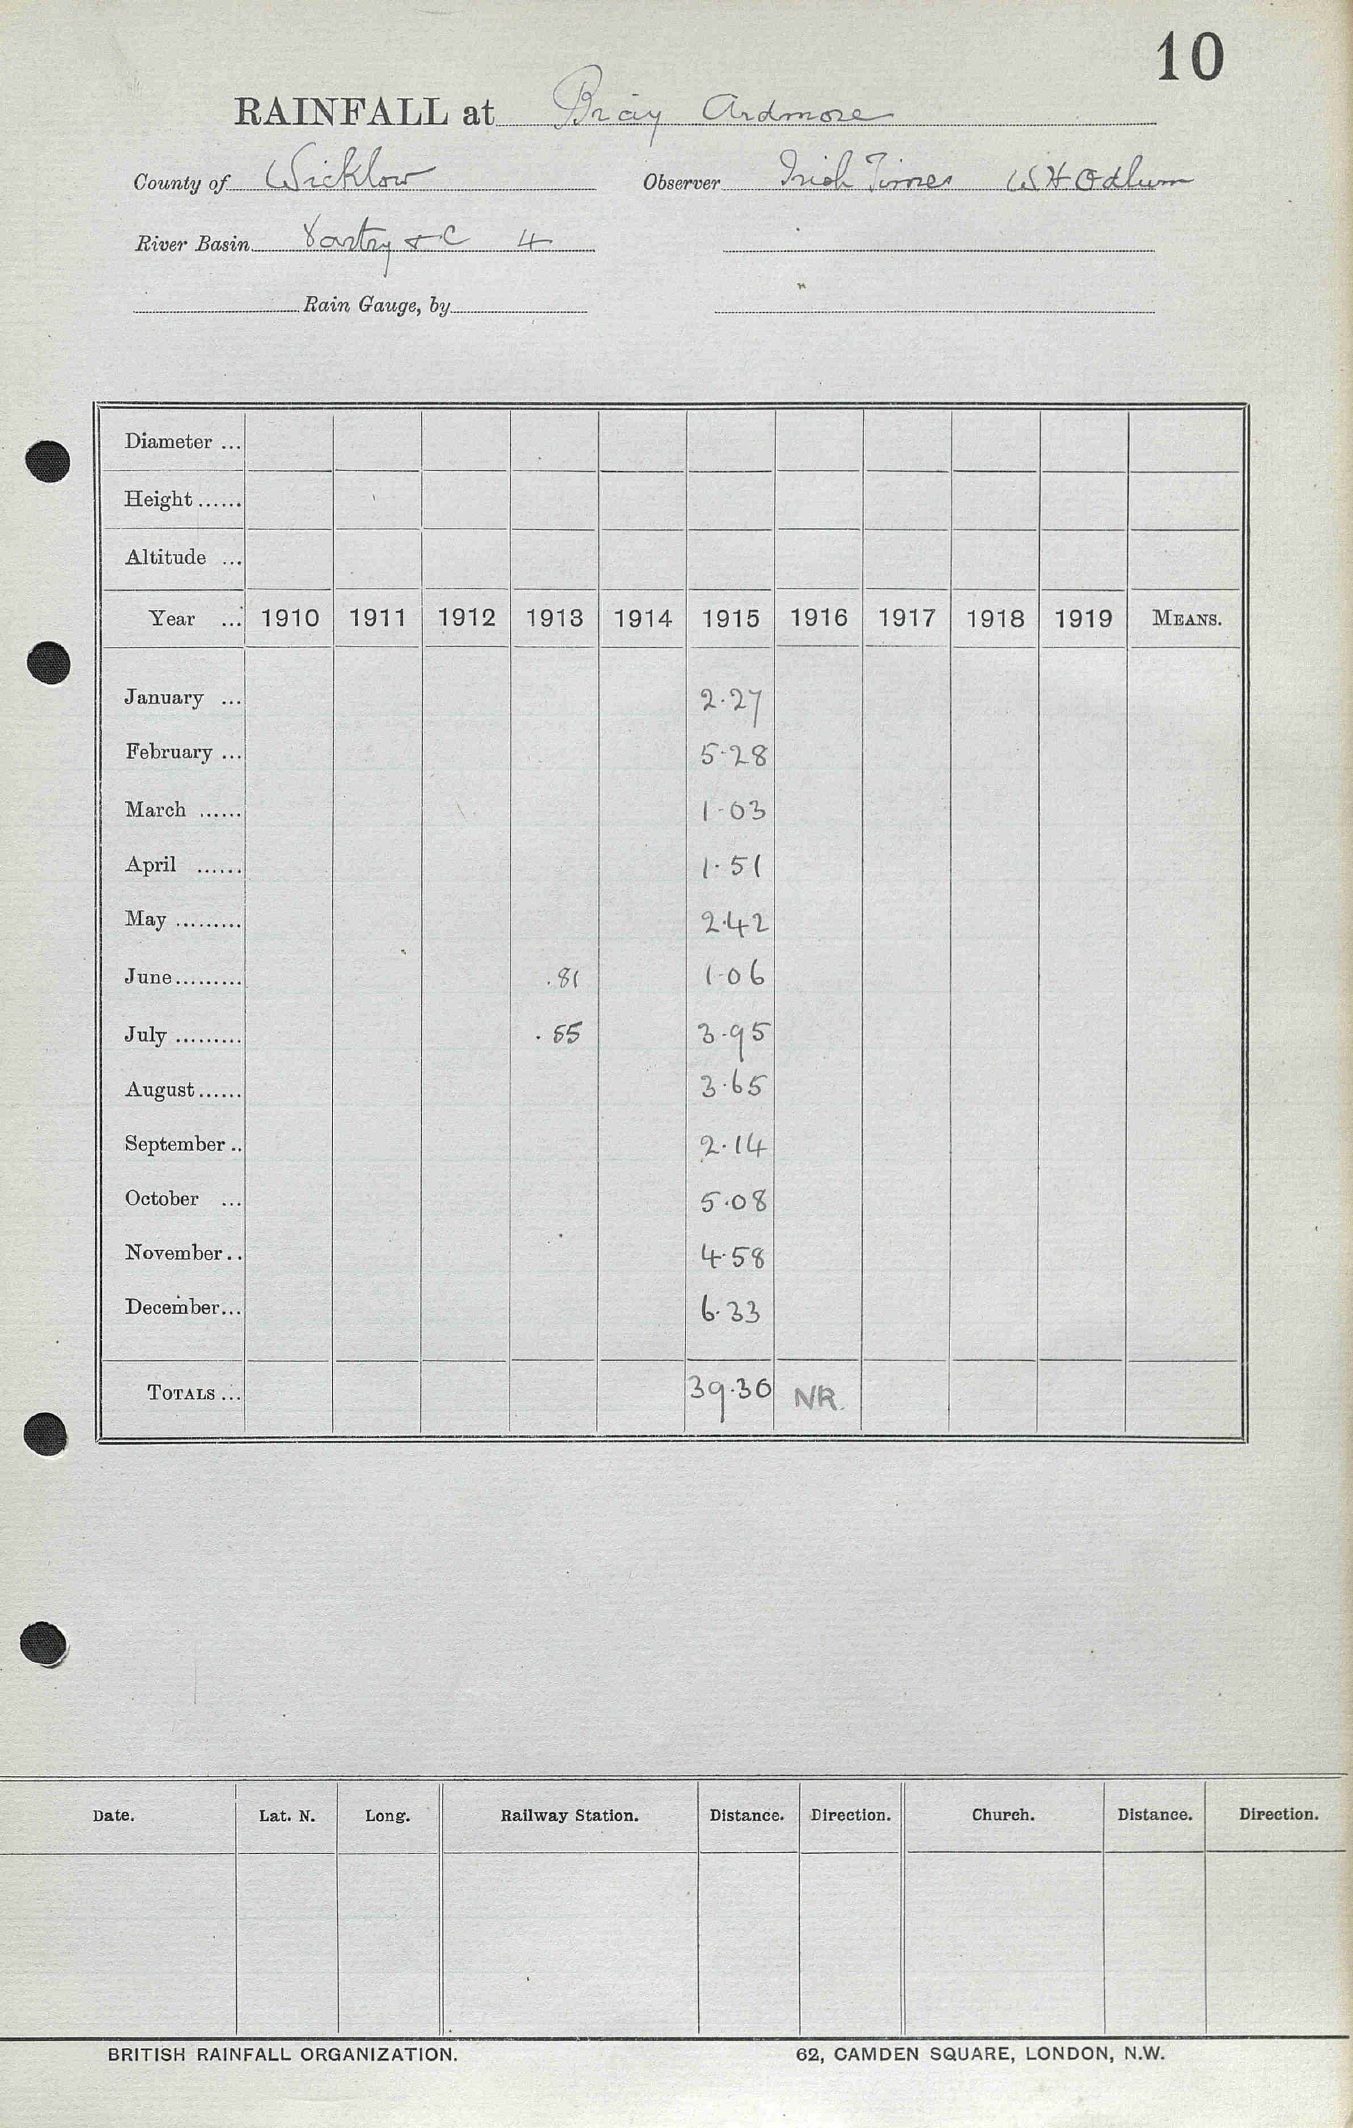 10
RAINFALL at Bray Ardmore
County of Wicklow Observer Irish Times W H Odlum
River Basin Vartry & C 4
Rain Gauge, by
Diameter ...
Height ......
Altitude ...
Year ... 1910 1911 1912 1913 1914 1915 1916 1917 1918 1919 MEANS.
January ... 2.27
February ... 5.28
March ...... 1.03
April ...... 1.51
May ......... 2.42
June ......... .81 1.06
July ......... .55 3.95
August ...... 3.65
September .. 2.14
October ... 5.08
November .. 4.58
December ... 6.33
TOTALS ... 39.30 NR.
Date. Lat. N. Long. Railway Station. Distance. Direction. Church. Distance. Direction.
BRITISH RAINFALL ORGANIZATION. 62, CAMDEN SQUARE, LONDON, N.W.